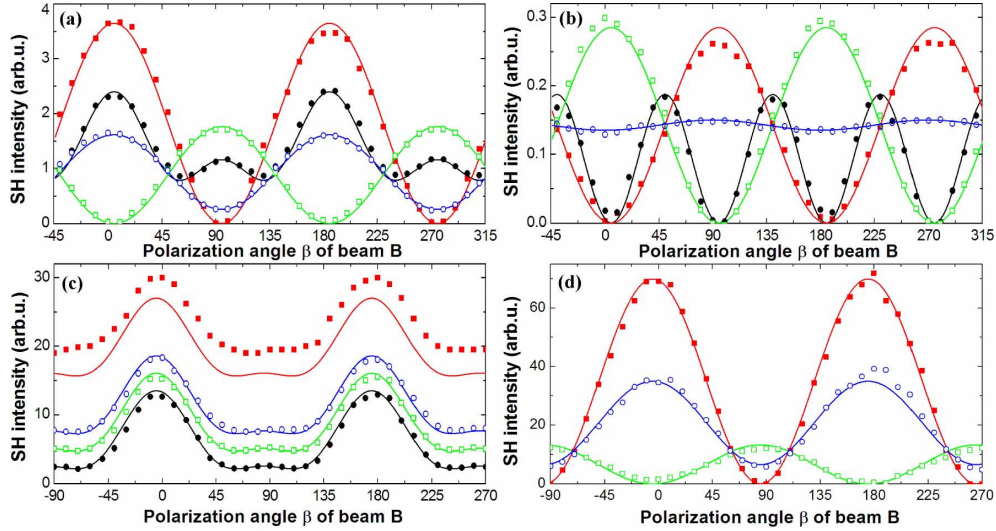 (a)
SH intensity (arb.u.)
4
3
2
1
0
-45 0 45 90 135 180 225 270 315
Polarization angle β of beam B
(b)
SH intensity (arb.u.)
0.3
0.2
0.1
0.0
-45 0 45 90 135 180 225 270 315
Polarization angle β of beam B
(c)
SH intensity (arb.u.)
30
20
10
0
-90 -45 0 45 90 135 180 225 270
Polarization angle β of beam B
(d)
SH intensity (arb.u.)
60
40
20
0
-90 -45 0 45 90 135 180 225 270
Polarization angle β of beam B